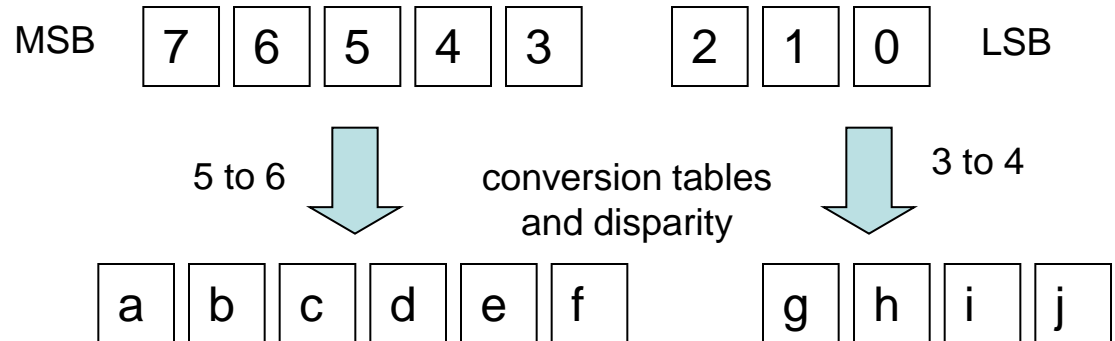 MSB 7 6 5 4 3 2 1 0 LSB
5 to 6
conversion tables
and disparity
3 to 4
a b c d e f g h i j